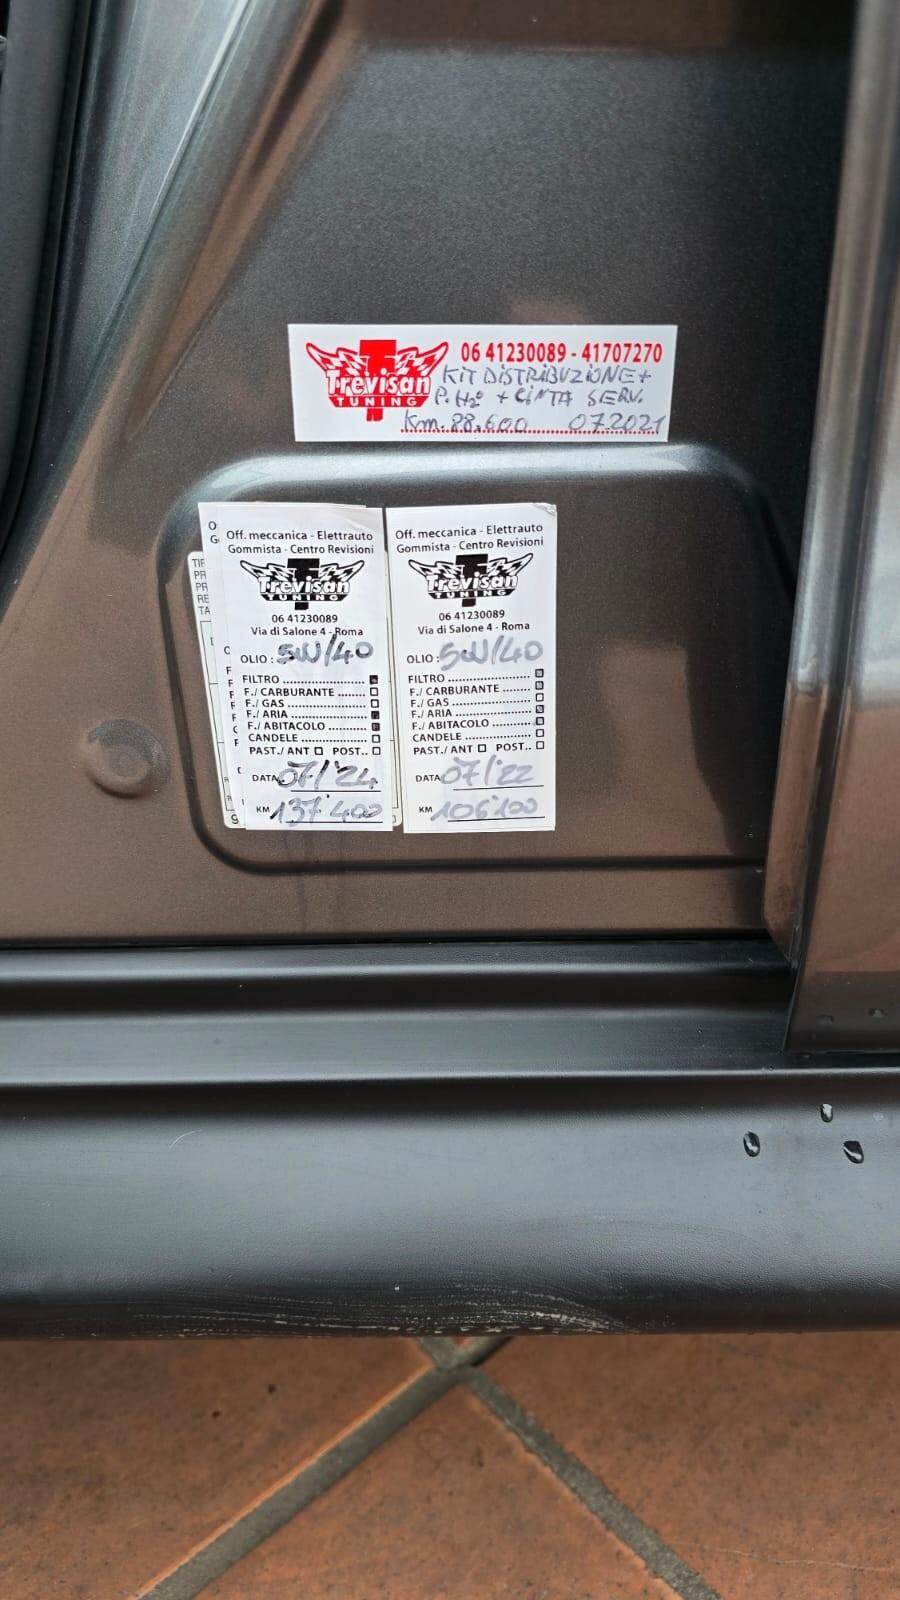 Trevisan
TUNING
06 41230089 - 41707270
KIT DISTRIBUZIONE +
P. H2O + CINTA SERV.
Km. 88.600 07.2021
Off. meccanica - Elettrauto
Gommista - Centro Revisioni
Trevisan
TUNING
06 41230089
Via di Salone 4 - Roma
OLIO: 5W/40
FILTRO
F./ CARBURANTE
F./ GAS
F./ ARIA
F./ ABITACOLO
CANDELE
PAST./ ANT POST..
DATA 07/'24
KM 137'400
Off. meccanica - Elettrauto
Gommista - Centro Revisioni
Trevisan
TUNING
06 41230089
Via di Salone 4 - Roma
OLIO: 5W/40
FILTRO
F./ CARBURANTE
F./ GAS
F./ ARIA
F./ ABITACOLO
CANDELE
PAST./ ANT POST..
DATA 07/'22
KM 106'100